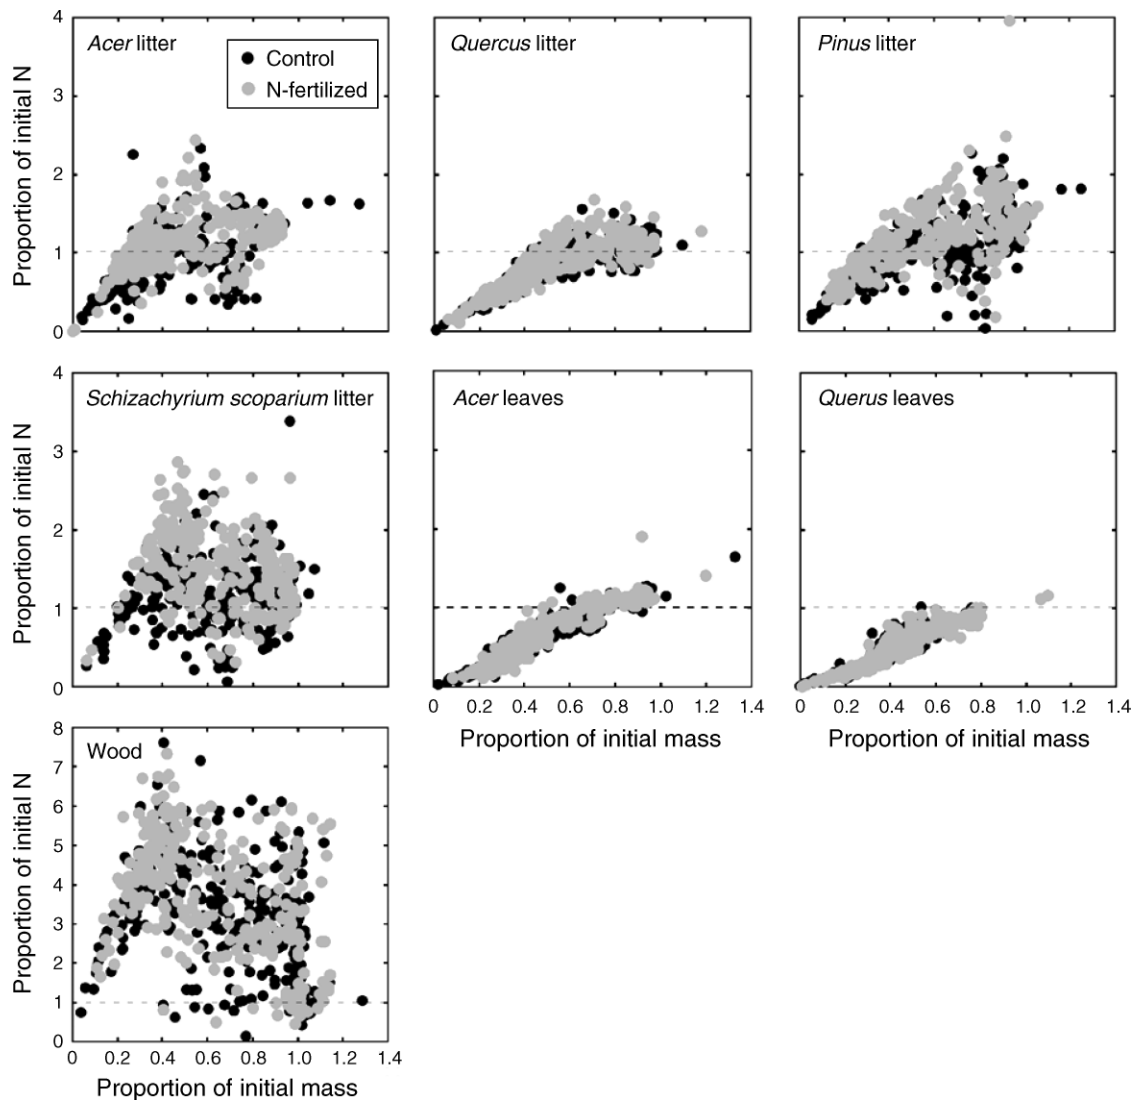 Acer litter
Control
N-fertilized
4
3
2
1
0
Proportion of initial N
Quercus litter
Pinus litter
4
3
2
1
0
Proportion of initial N
Schizachyrium scoparium litter
Acer leaves
0 0.2 0.4 0.6 0.8 1.0 1.2 1.4
Proportion of initial mass
Querus leaves
0 0.2 0.4 0.6 0.8 1.0 1.2 1.4
Proportion of initial mass
8
7
6
5
4
3
2
1
0
Proportion of initial N
Wood
0 0.2 0.4 0.6 0.8 1.0 1.2 1.4
Proportion of initial mass